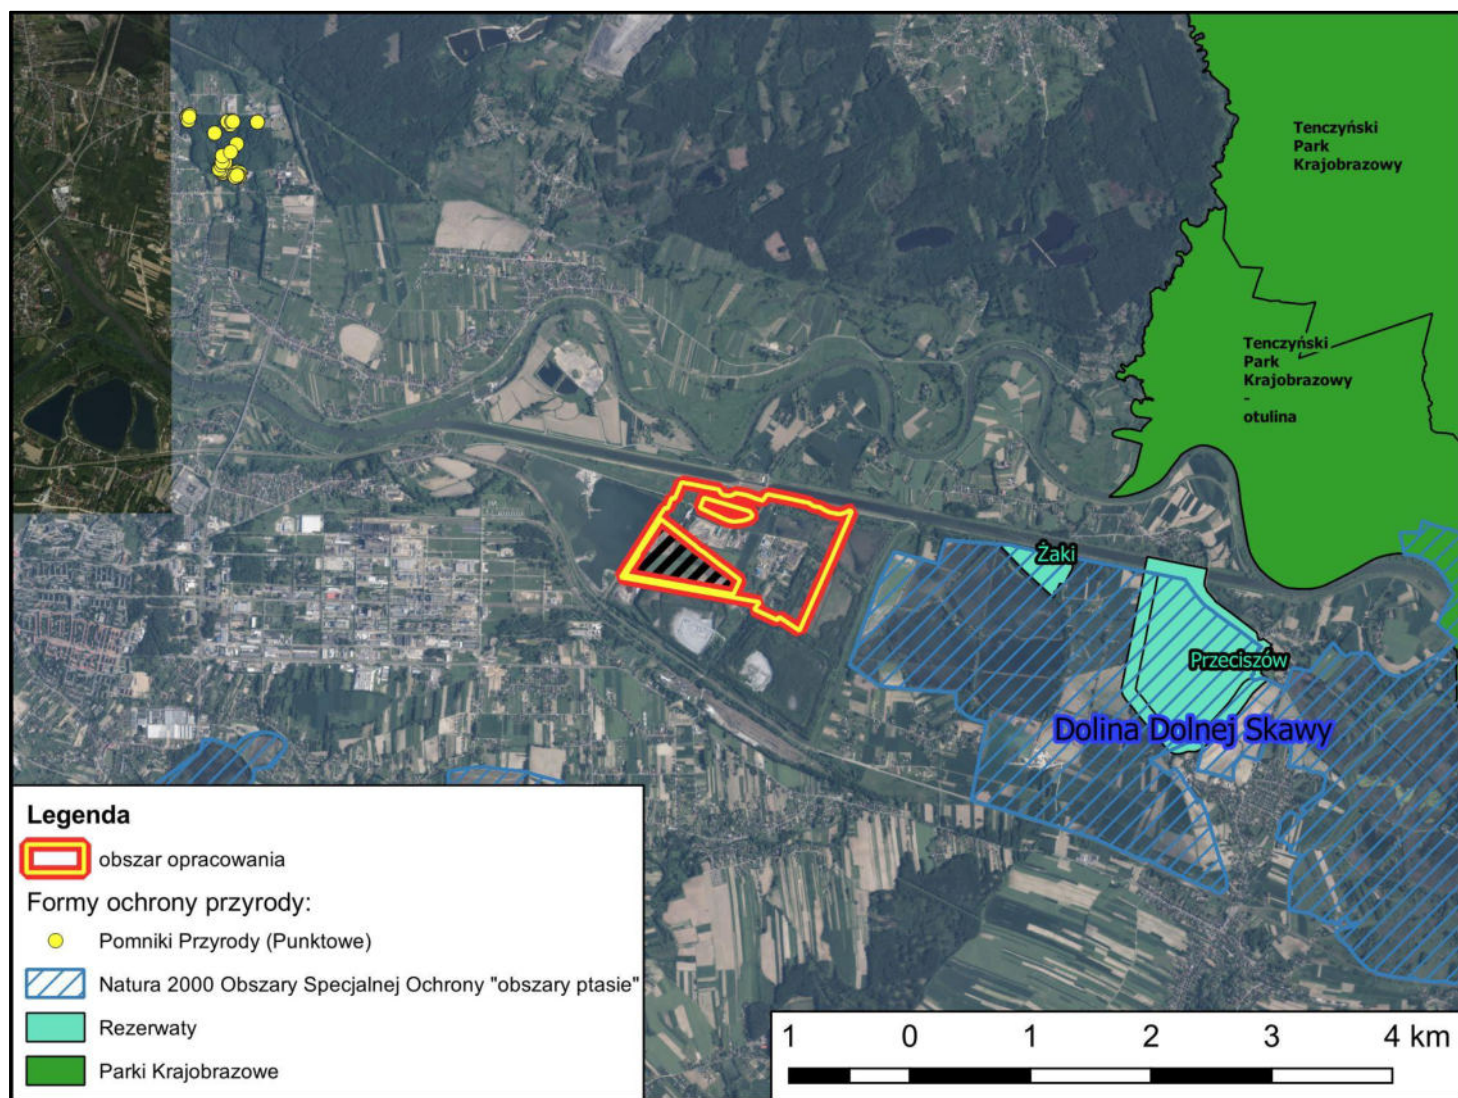 Tenczyński
Park
Krajobrazowy
Tenczyński
Park
Krajobrazowy
-
otulina
Żaki
Przeciszów
Dolina Dolnej Skawy
Legenda
obszar opracowania
Formy ochrony przyrody:
Pomniki Przyrody (Punktowe)
Natura 2000 Obszary Specjalnej Ochrony "obszary ptasie"
Rezerwaty
Parki Krajobrazowe
1 0 1 2 3 4 km